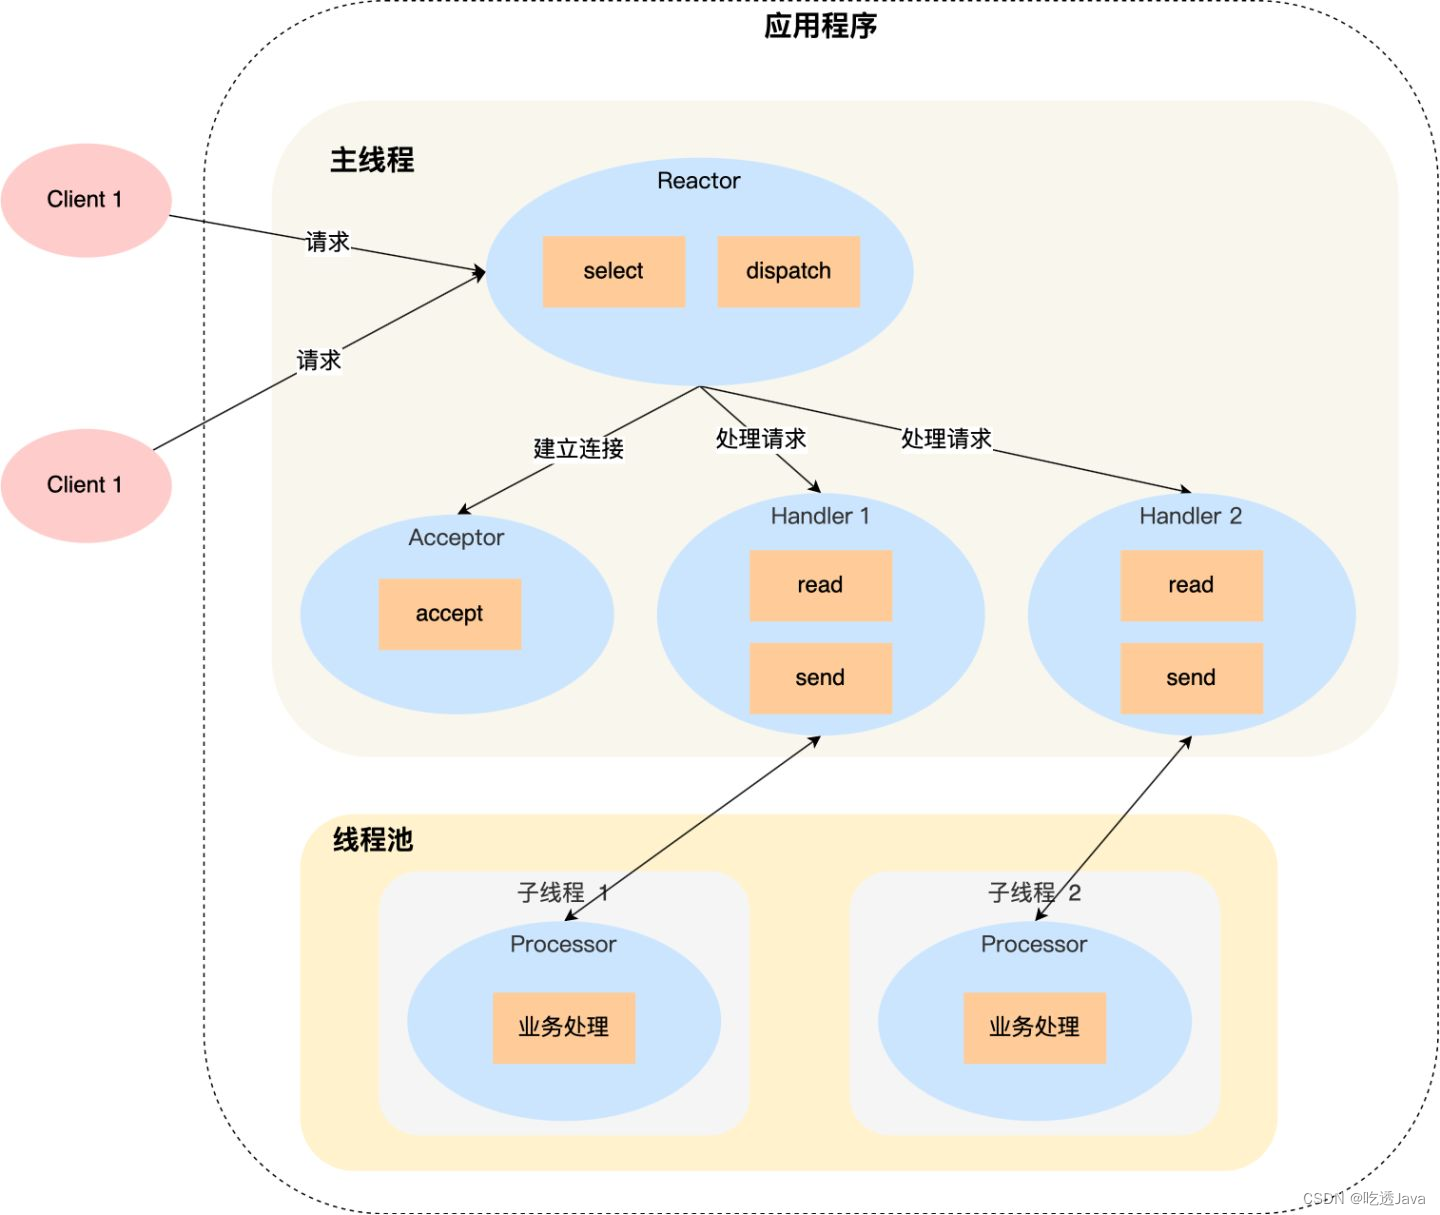 应用程序
主线程
Client 1
Reactor
select
dispatch
请求
请求
Client 1
建立连接
处理请求
处理请求
Acceptor
accept
Handler 1
read
send
Handler 2
read
send
线程池
子线程 1
Processor
业务处理
子线程 2
Processor
业务处理
CSDN @吃透Java